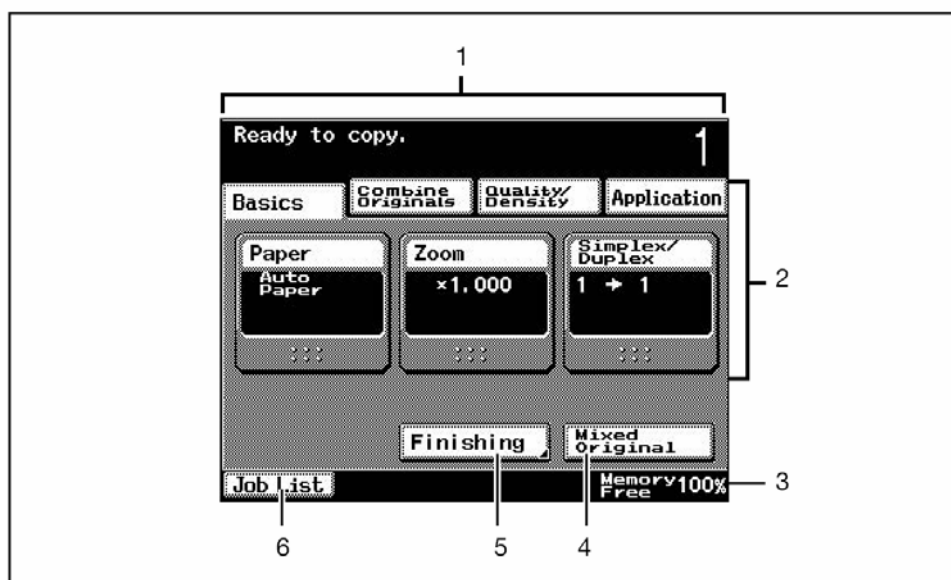 1
Ready to copy. 1
Basics Combine Originals Quality/ Density Application
Paper Zoom Simplex/ Duplex
Auto Paper ×1.000 1 → 1
2
Finishing Mixed Original
Job List Memory Free 100% 3
6 5 4